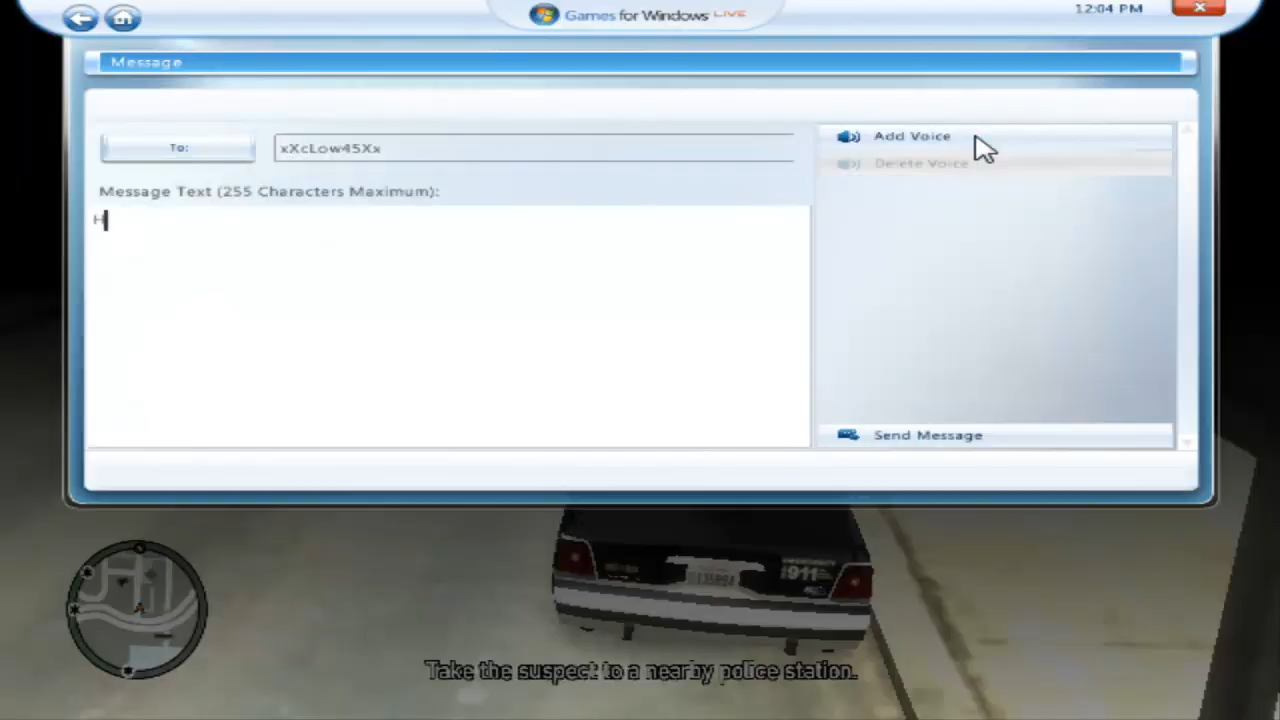 Games for Windows LIVE
12:04 PM
Message
To:
xXcLow45Xx
Add Voice
Delete Voice
Message Text (255 Characters Maximum):
H
Send Message
911
Take the suspect to a nearby police station.